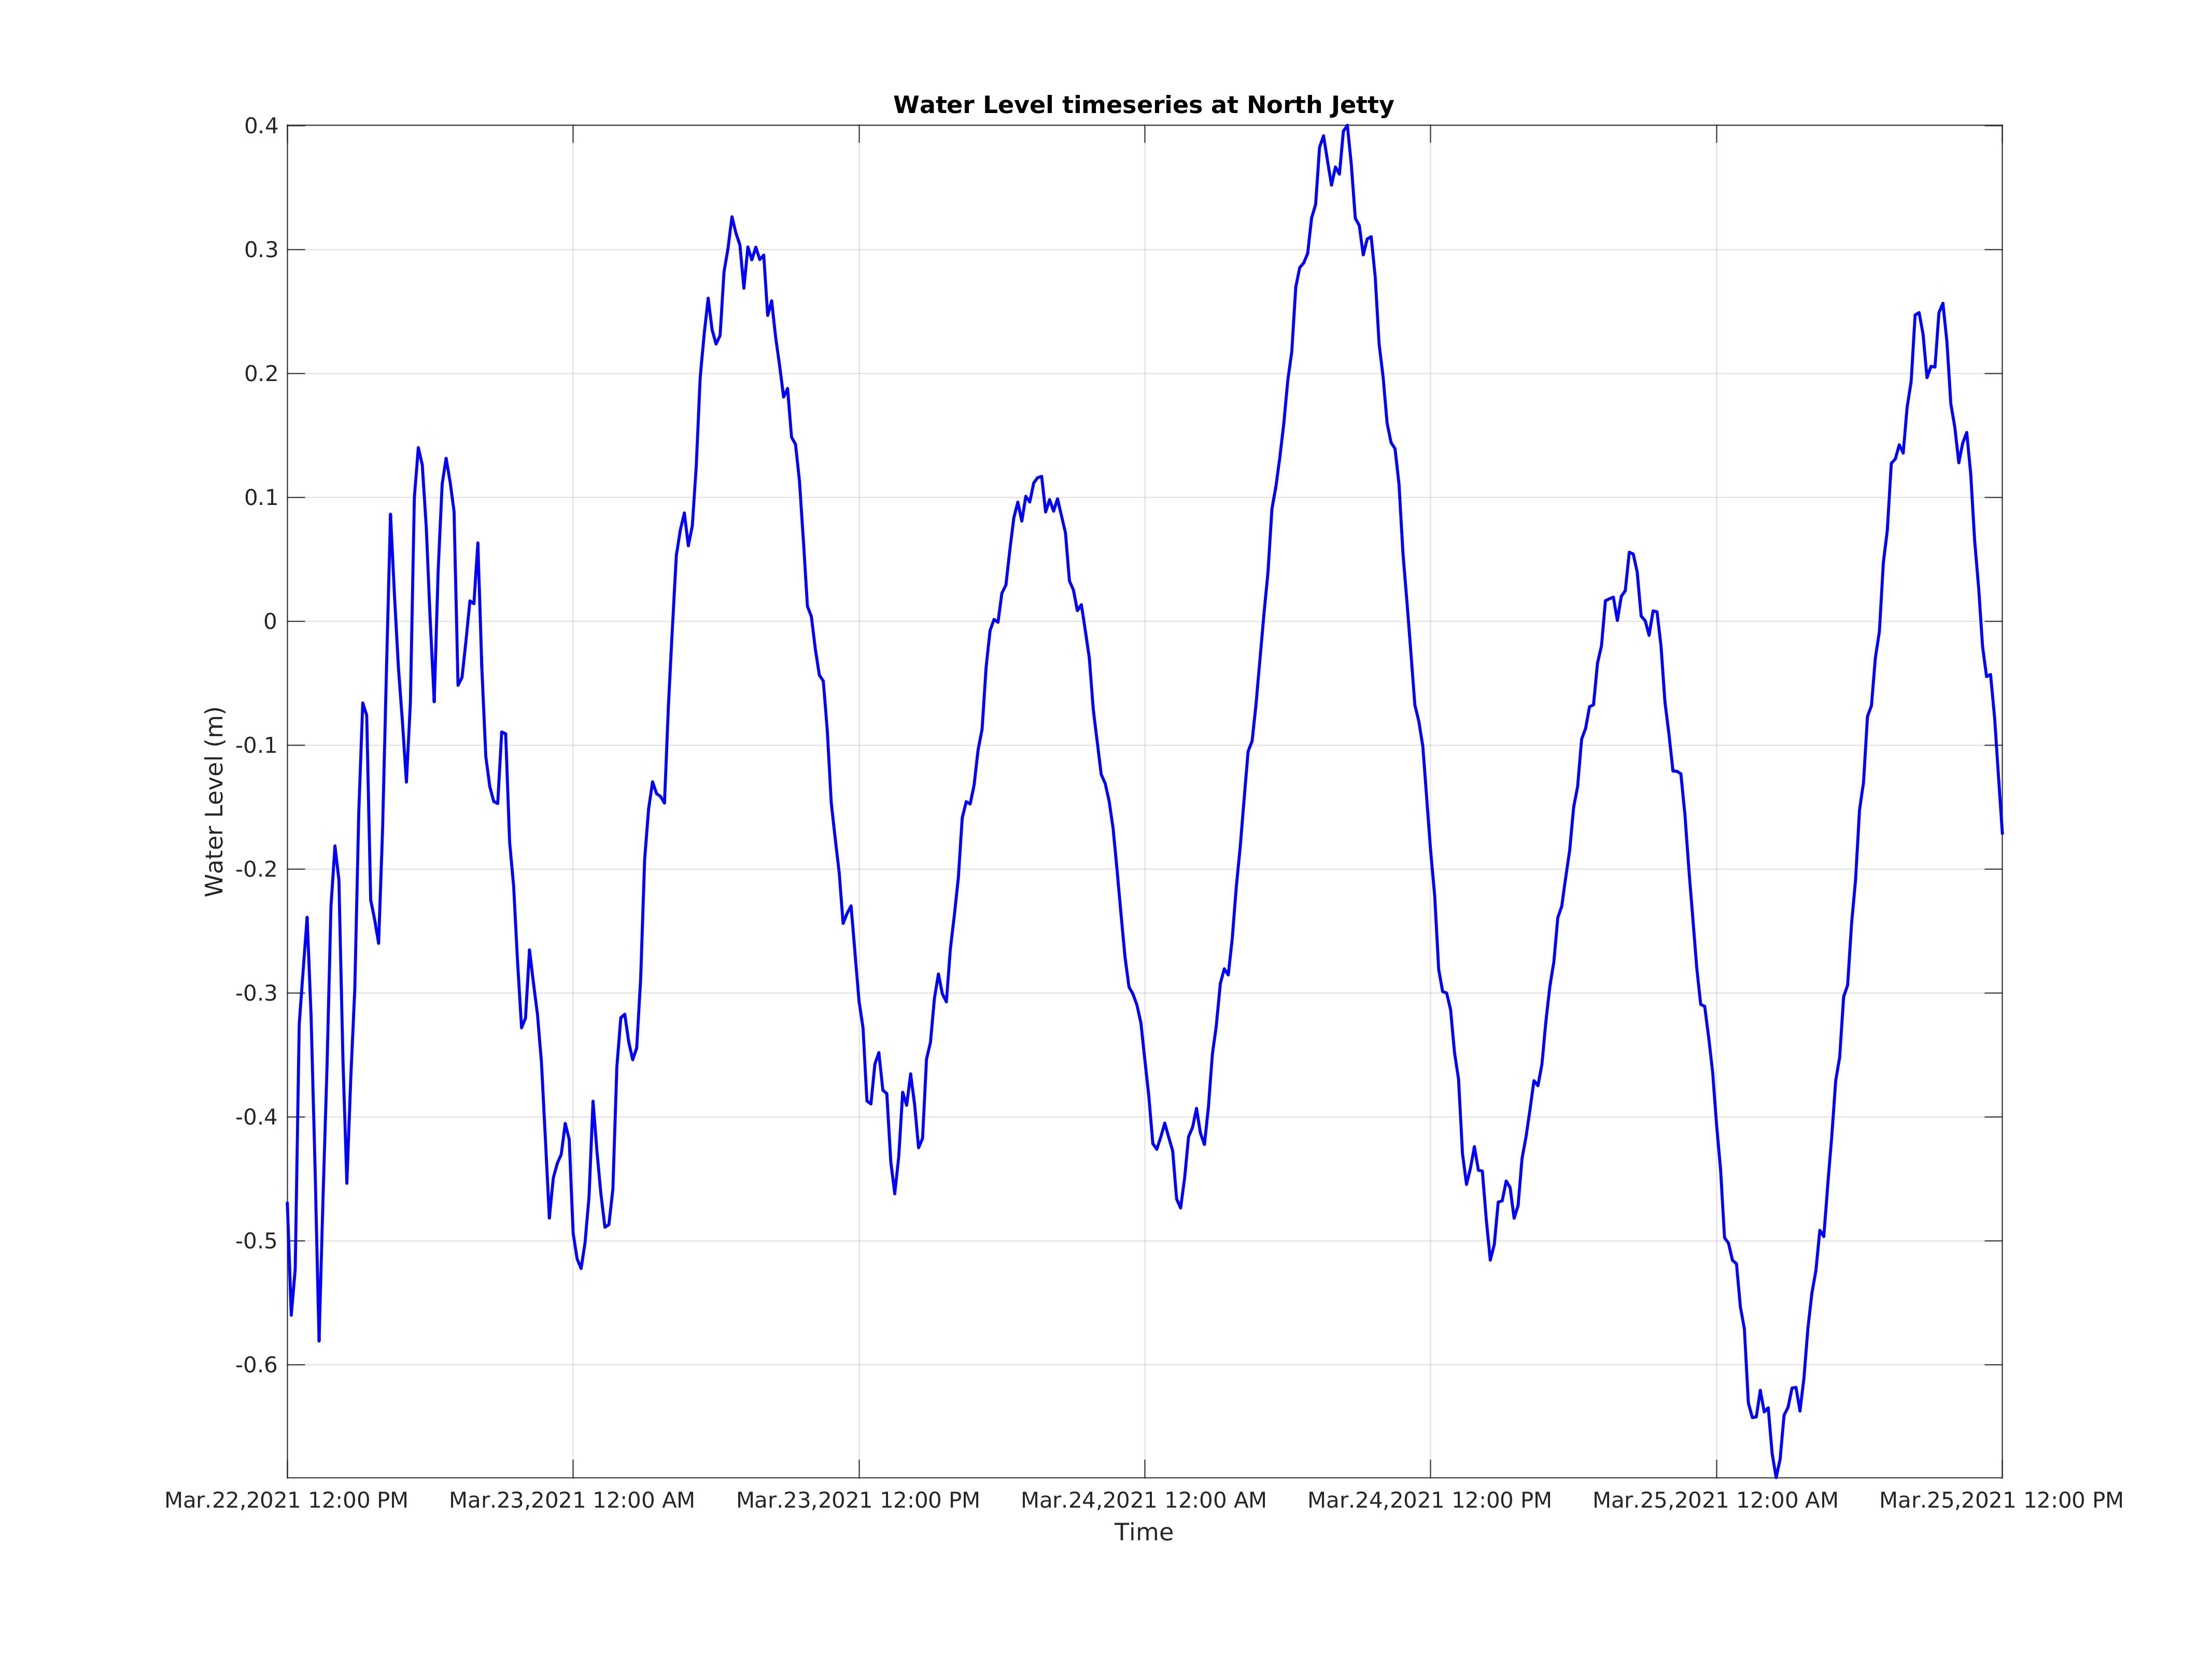 Water Level timeseries at North Jetty
0.4
0.3
0.2
0.1
0
-0.1
-0.2
-0.3
-0.4
-0.5
-0.6
Water Level (m)
Mar.22,2021 12:00 PM Mar.23,2021 12:00 AM Mar.23,2021 12:00 PM Mar.24,2021 12:00 AM Mar.24,2021 12:00 PM Mar.25,2021 12:00 AM Mar.25,2021 12:00 PM
Time